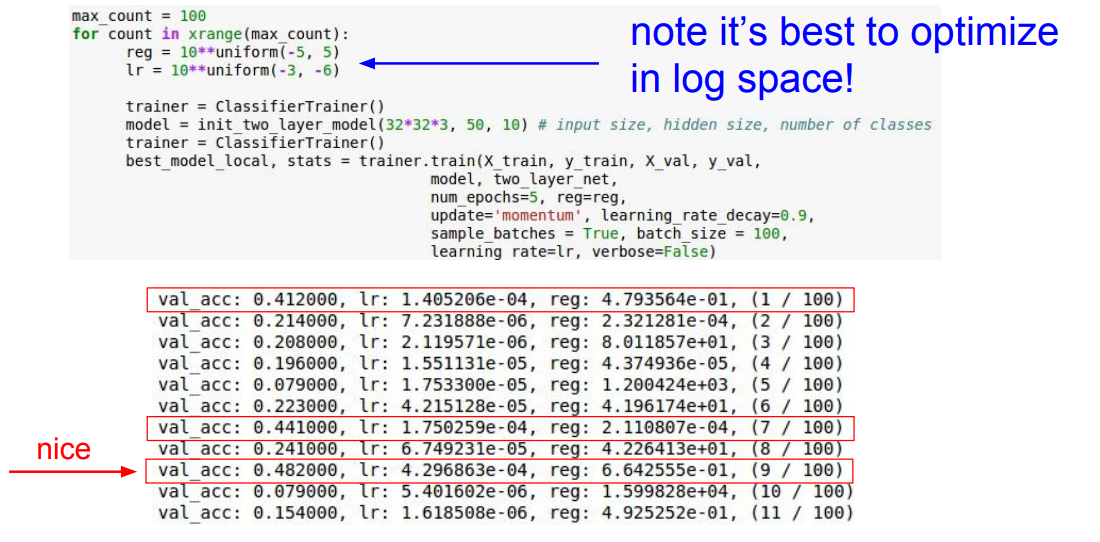 max_count = 100
for count in xrange(max_count):
      reg = 10**uniform(-5, 5)
      lr = 10**uniform(-3, -6)
note it's best to optimize
in log space!
      trainer = ClassifierTrainer()
      model = init_two_layer_model(32*32*3, 50, 10) # input size, hidden size, number of classes
      trainer = ClassifierTrainer()
      best_model_local, stats = trainer.train(X_train, y_train, X_val, y_val,
                                    model, two_layer_net,
                                    num_epochs=5, reg=reg,
                                    update='momentum', learning_rate_decay=0.9,
                                    sample_batches = True, batch_size = 100,
                                    learning_rate=lr, verbose=False)
val_acc: 0.412000, lr: 1.405206e-04, reg: 4.793564e-01, (1 / 100)
val_acc: 0.214000, lr: 7.231888e-06, reg: 2.321281e-04, (2 / 100)
val_acc: 0.208000, lr: 2.119571e-06, reg: 8.011857e+01, (3 / 100)
val_acc: 0.196000, lr: 1.551131e-05, reg: 4.374936e-05, (4 / 100)
val_acc: 0.079000, lr: 1.753300e-05, reg: 1.200424e+03, (5 / 100)
val_acc: 0.223000, lr: 4.215128e-05, reg: 4.196174e+01, (6 / 100)
val_acc: 0.441000, lr: 1.750259e-04, reg: 2.110807e-04, (7 / 100)
val_acc: 0.241000, lr: 6.749231e-05, reg: 4.226413e+01, (8 / 100)
nice
val_acc: 0.482000, lr: 4.296863e-04, reg: 6.642555e-01, (9 / 100)
val_acc: 0.079000, lr: 5.401602e-06, reg: 1.599828e+04, (10 / 100)
val_acc: 0.154000, lr: 1.618508e-06, reg: 4.925252e-01, (11 / 100)